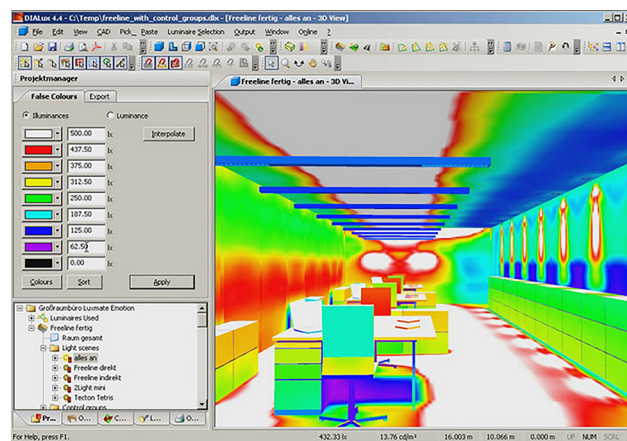 DIALux 4.4 - C:\Temp\freeline_with_control_groups.dlx - [Freeline fertig - alles an - 3D View]
File Edit View CAD Pick_ Paste Luminaire Selection Output Window Online ?
Projektmanager
Freeline fertig - alles an - 3D Vi...
False Colours Export
Illuminances Luminance
500.00 lx Interpolate
437.50 lx
375.00 lx
312.50 lx
250.00 lx
187.50 lx
125.00 lx
62.50 lx
0.00 lx
Colours Sort Apply
Großraumbüro Luxmate Emotion
Luminaires Used
Freeline fertig
Raum gesamt
Light scenes
alles an
Freeline direkt
Freeline indirekt
2Light mini
Tecton Tetris
Control groups
Pr... O... C... L... O...
For Help, press F1. 432.33 lx 13.76 cd/m² 16.003 m 10.066 m 0.000 m UF NUM SCRL